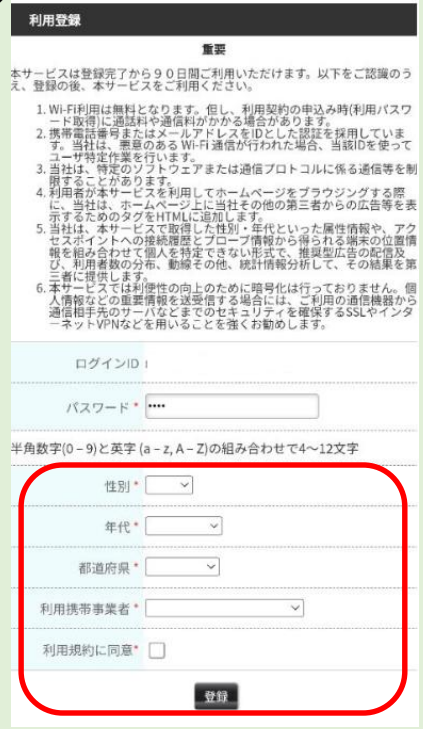 利用登録
重要
本サービスは登録完了から９０日間ご利用いただけます。以下をご認識のう
え、登録の後、本サービスをご利用ください。
1. Wi-Fi利用は無料となります。但し、利用契約の申込み時(利用パスワ
ード取得)に通話料や通信料がかかる場合があります。
2. 携帯電話番号またはメールアドレスをIDとした認証を採用していま
す。当社は、悪意のある Wi-Fi 通信が行われた場合、当該IDを使って
ユーザ特定作業を行います。
3. 当社は、特定のソフトウェアまたは通信プロトコルに係る通信等を制
限することがあります。
4. 利用者が本サービスを利用してホームページをブラウジングする際
に、当社は、ホームページ上に当社その他の第三者からの広告等を表
示するためのタグをHTMLに追加します。
5. 当社は、本サービスで取得した性別・年代といった属性情報や、アク
セスポイントへの接続履歴とプローブ情報から得られる端末の位置情
報を組み合わせて個人を特定できない形式で、推奨型広告の配信及
び、利用者数の分布、動線その他、統計情報分析して、その結果を第
三者に提供します。
6. 本サービスでは利便性の向上のために暗号化は行っておりません。個
人情報などの重要情報を送受信する場合には、ご利用の通信機器から
通信相手先のサーバなどまでのセキュリティを確保するSSLやインタ
ーネットVPNなどを用いることを強くお勧めします。
ログインID
パスワード * ••••
半角数字(0 – 9)と英字 (a – z, A – Z)の組み合わせで4～12文字
性別 *
年代 *
都道府県 *
利用携帯事業者 *
利用規約に同意*
登録